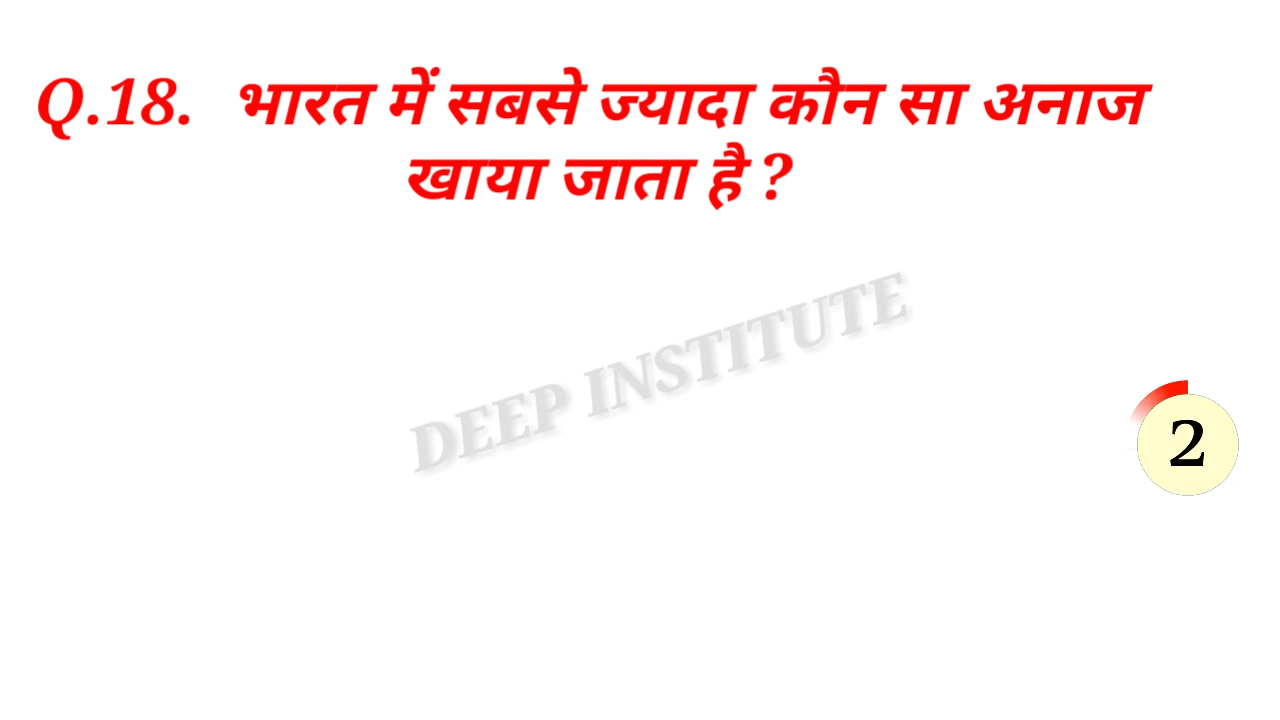 Q.18. भारत में सबसे ज्यादा कौन सा अनाज
खाया जाता है ?
DEEP INSTITUTE
2